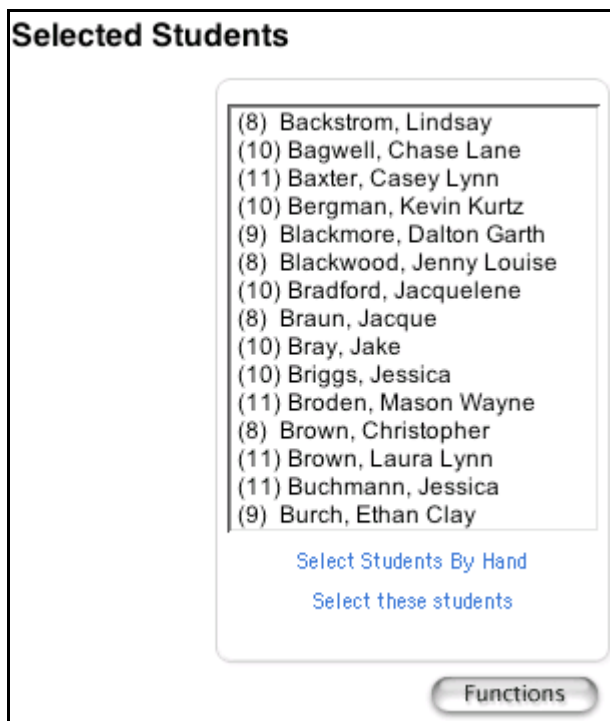 Selected Students
(8) Backstrom, Lindsay
(10) Bagwell, Chase Lane
(11) Baxter, Casey Lynn
(10) Bergman, Kevin Kurtz
(9) Blackmore, Dalton Garth
(8) Blackwood, Jenny Louise
(10) Bradford, Jacquelene
(8) Braun, Jacque
(10) Bray, Jake
(10) Briggs, Jessica
(11) Broden, Mason Wayne
(8) Brown, Christopher
(11) Brown, Laura Lynn
(11) Buchmann, Jessica
(9) Burch, Ethan Clay
Select Students By Hand
Select these students
Functions